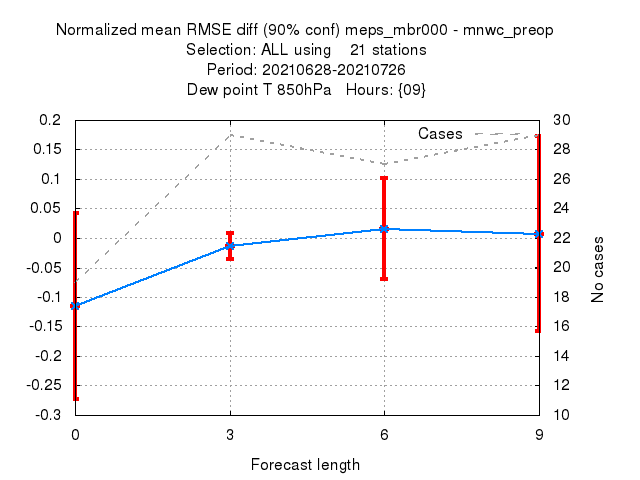 Normalized mean RMSE diff (90% conf) meps_mbr000 - mnwc_preop
Selection: ALL using 21 stations
Period: 20210628-20210726
Dew point T 850hPa Hours: {09}
Cases
0.2
0.15
0.1
0.05
0
-0.05
-0.1
-0.15
-0.2
-0.25
-0.3
30
28
26
24
22
20
18
16
14
12
10
No cases
0 3 6 9
Forecast length